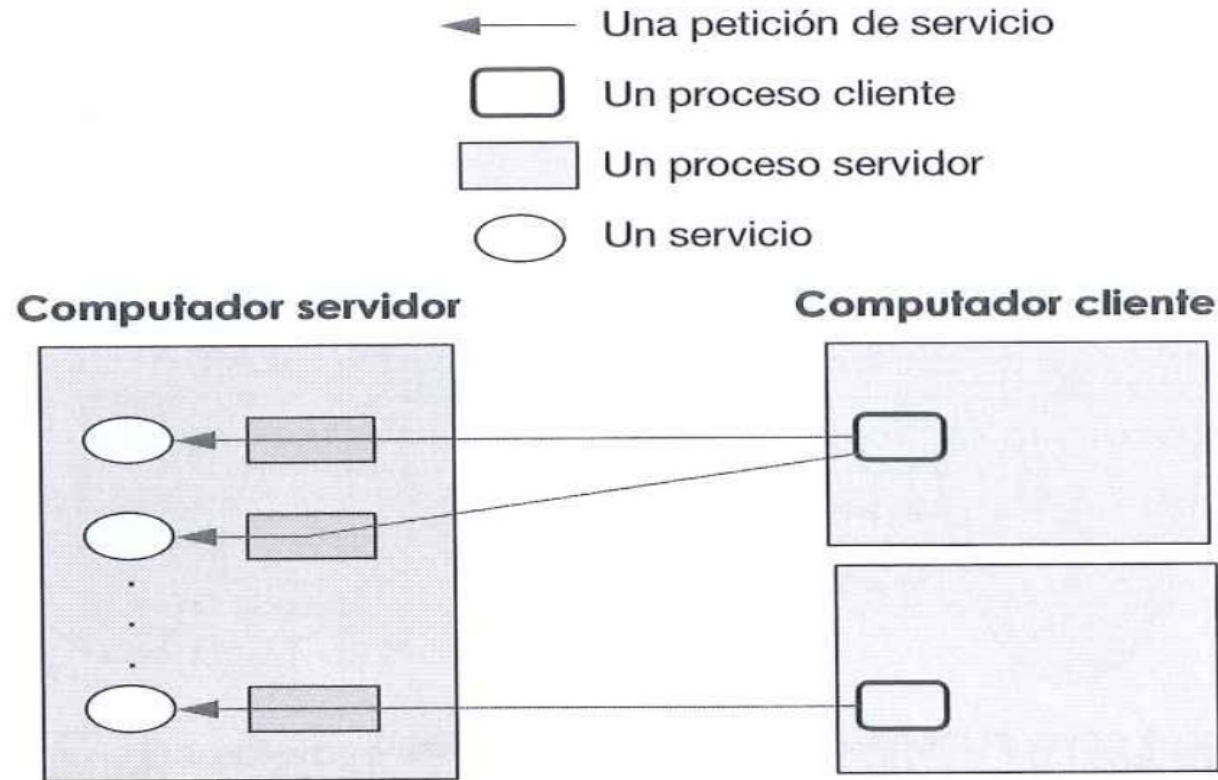 Una petición de servicio
Un proceso cliente
Un proceso servidor
Un servicio
Computador servidor
Computador cliente